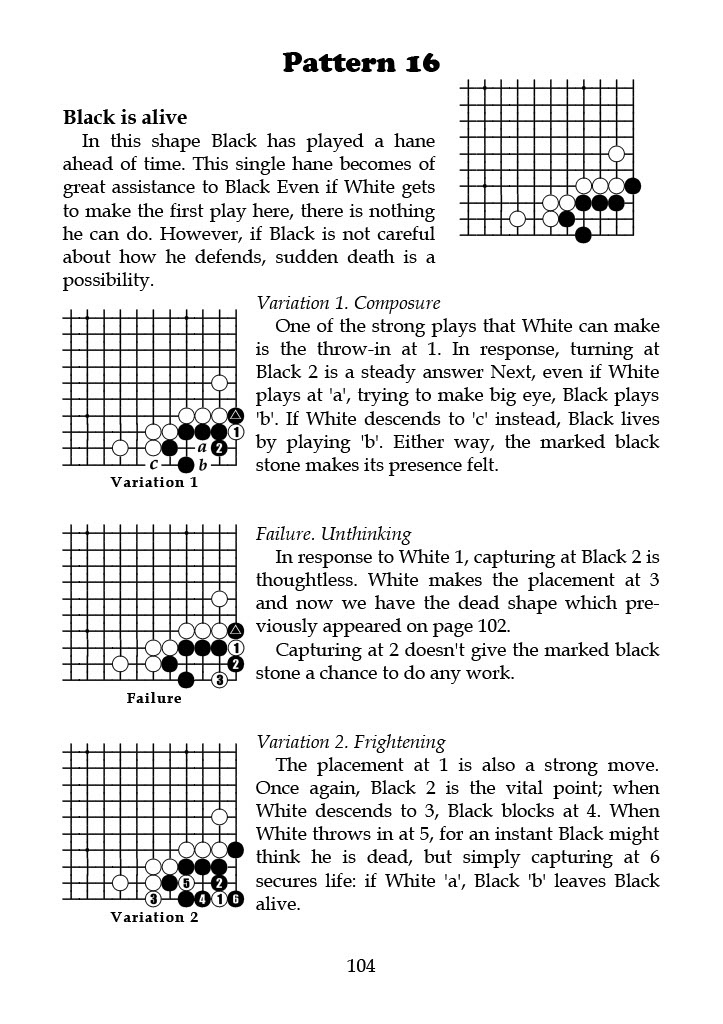 Pattern 16
Black is alive
In this shape Black has played a hane
ahead of time. This single hane becomes of
great assistance to Black Even if White gets
to make the first play here, there is nothing
he can do. However, if Black is not careful
about how he defends, sudden death is a
possibility.
Variation 1. Composure
One of the strong plays that White can make
is the throw-in at 1. In response, turning at
Black 2 is a steady answer Next, even if White
plays at 'a', trying to make big eye, Black plays
'b'. If White descends to 'c' instead, Black lives
by playing 'b'. Either way, the marked black
stone makes its presence felt.
1
a 2
c b
Variation 1
Failure. Unthinking
In response to White 1, capturing at Black 2 is
thoughtless. White makes the placement at 3
and now we have the dead shape which pre-
viously appeared on page 102.
Capturing at 2 doesn't give the marked black
stone a chance to do any work.
1
2
3
Failure
Variation 2. Frightening
The placement at 1 is also a strong move.
Once again, Black 2 is the vital point; when
White descends to 3, Black blocks at 4. When
White throws in at 5, for an instant Black might
think he is dead, but simply capturing at 6
secures life: if White 'a', Black 'b' leaves Black
alive.
5 2
3 4 1 6
Variation 2
104